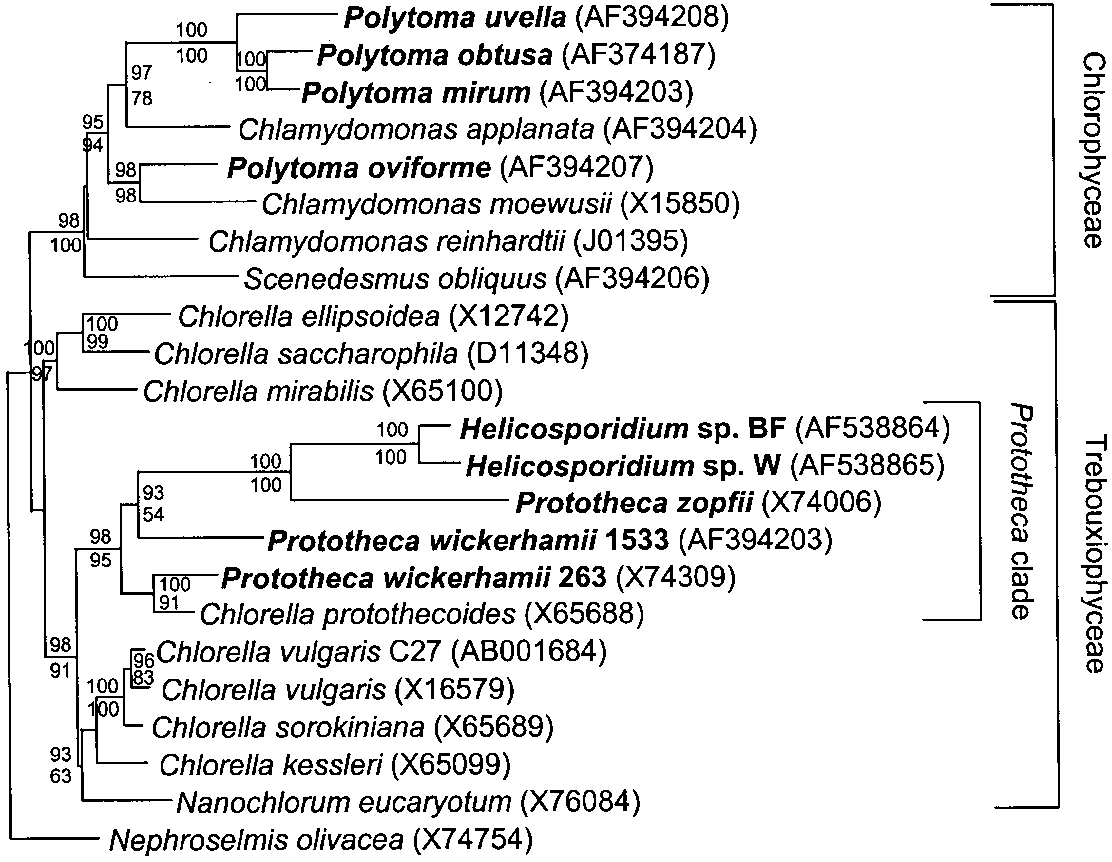 Polytoma uvella (AF394208)
100
100
Polytoma obtusa (AF374187)
100
100
Polytoma mirum (AF394203)
97
78
Chlamydomonas applanata (AF394204)
95
94
Polytoma oviforme (AF394207)
98
98
Chlamydomonas moewusii (X15850)
98
100
Chlamydomonas reinhardtii (J01395)
Scenedesmus obliquus (AF394206)
Chlorophyceae
Chlorella ellipsoidea (X12742)
100
99
Chlorella saccharophila (D11348)
100
97
Chlorella mirabilis (X65100)
Helicosporidium sp. BF (AF538864)
100
100
Helicosporidium sp. W (AF538865)
100
100
Prototheca zopfii (X74006)
93
54
Prototheca wickerhamii 1533 (AF394203)
98
95
Prototheca wickerhamii 263 (X74309)
100
91
Chlorella protothecoides (X65688)
Prototheca clade
Trebouxiophyceae
98
91
Chlorella vulgaris C27 (AB001684)
96
83
Chlorella vulgaris (X16579)
100
100
Chlorella sorokiniana (X65689)
93
63
Chlorella kessleri (X65099)
Nanochlorum eucaryotum (X76084)
Nephroselmis olivacea (X74754)